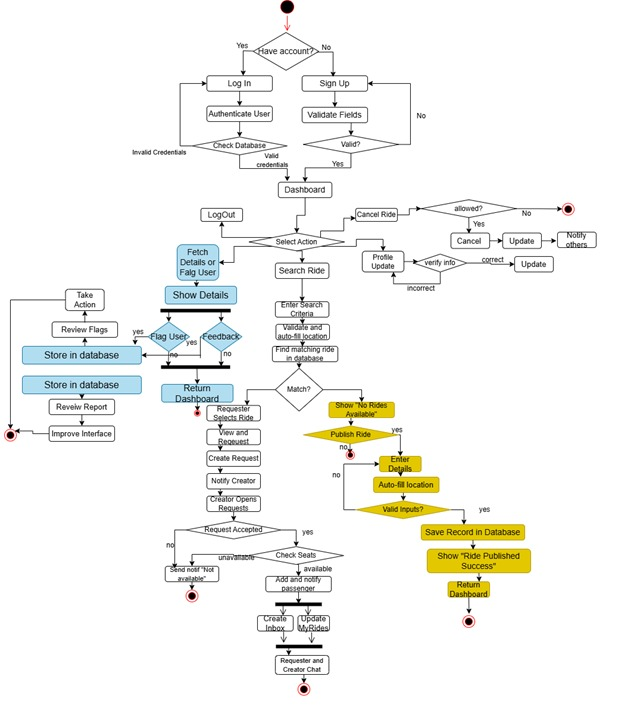 Yes
Have account?
No
Log In
Sign Up
Authenticate User
Validate Fields
No
Invalid Credentials
Check Database
Valid?
Valid
credentials
Yes
Dashboard
LogOut
Cancel Ride
allowed?
No
Yes
Select Action
Cancel
Update
Notify
others
Fetch
Details or
Falg User
Profile
Update
verify info
correct
Update
incorrect
Search Ride
Show Details
Take
Action
Enter Search
Criteria
Review Flags
yes
Flag User
yes
Feedback
Validate and
auto-fill location
Store in database
no
no
Find matching ride
in database
Store in database
Return
Dashboard
Match?
Reveiw Report
Requester
Selects Ride
Show "No Rides
Available"
Improve Interface
View and
Reqeuest
Publish Ride
yes
no
Create Request
Enter
Details
no
Notify Creator
Auto-fill location
Creator Opens
Requests
Valid Inputs?
yes
Request Accepted
yes
Save Record in Database
no
unavailable
Check Seats
Show "Ride Published
Success"
available
Send notif "Not
available"
Add and notify
passenger
Return
Dashboard
Create
Inbox
Update
MyRides
Requester and
Creator Chat